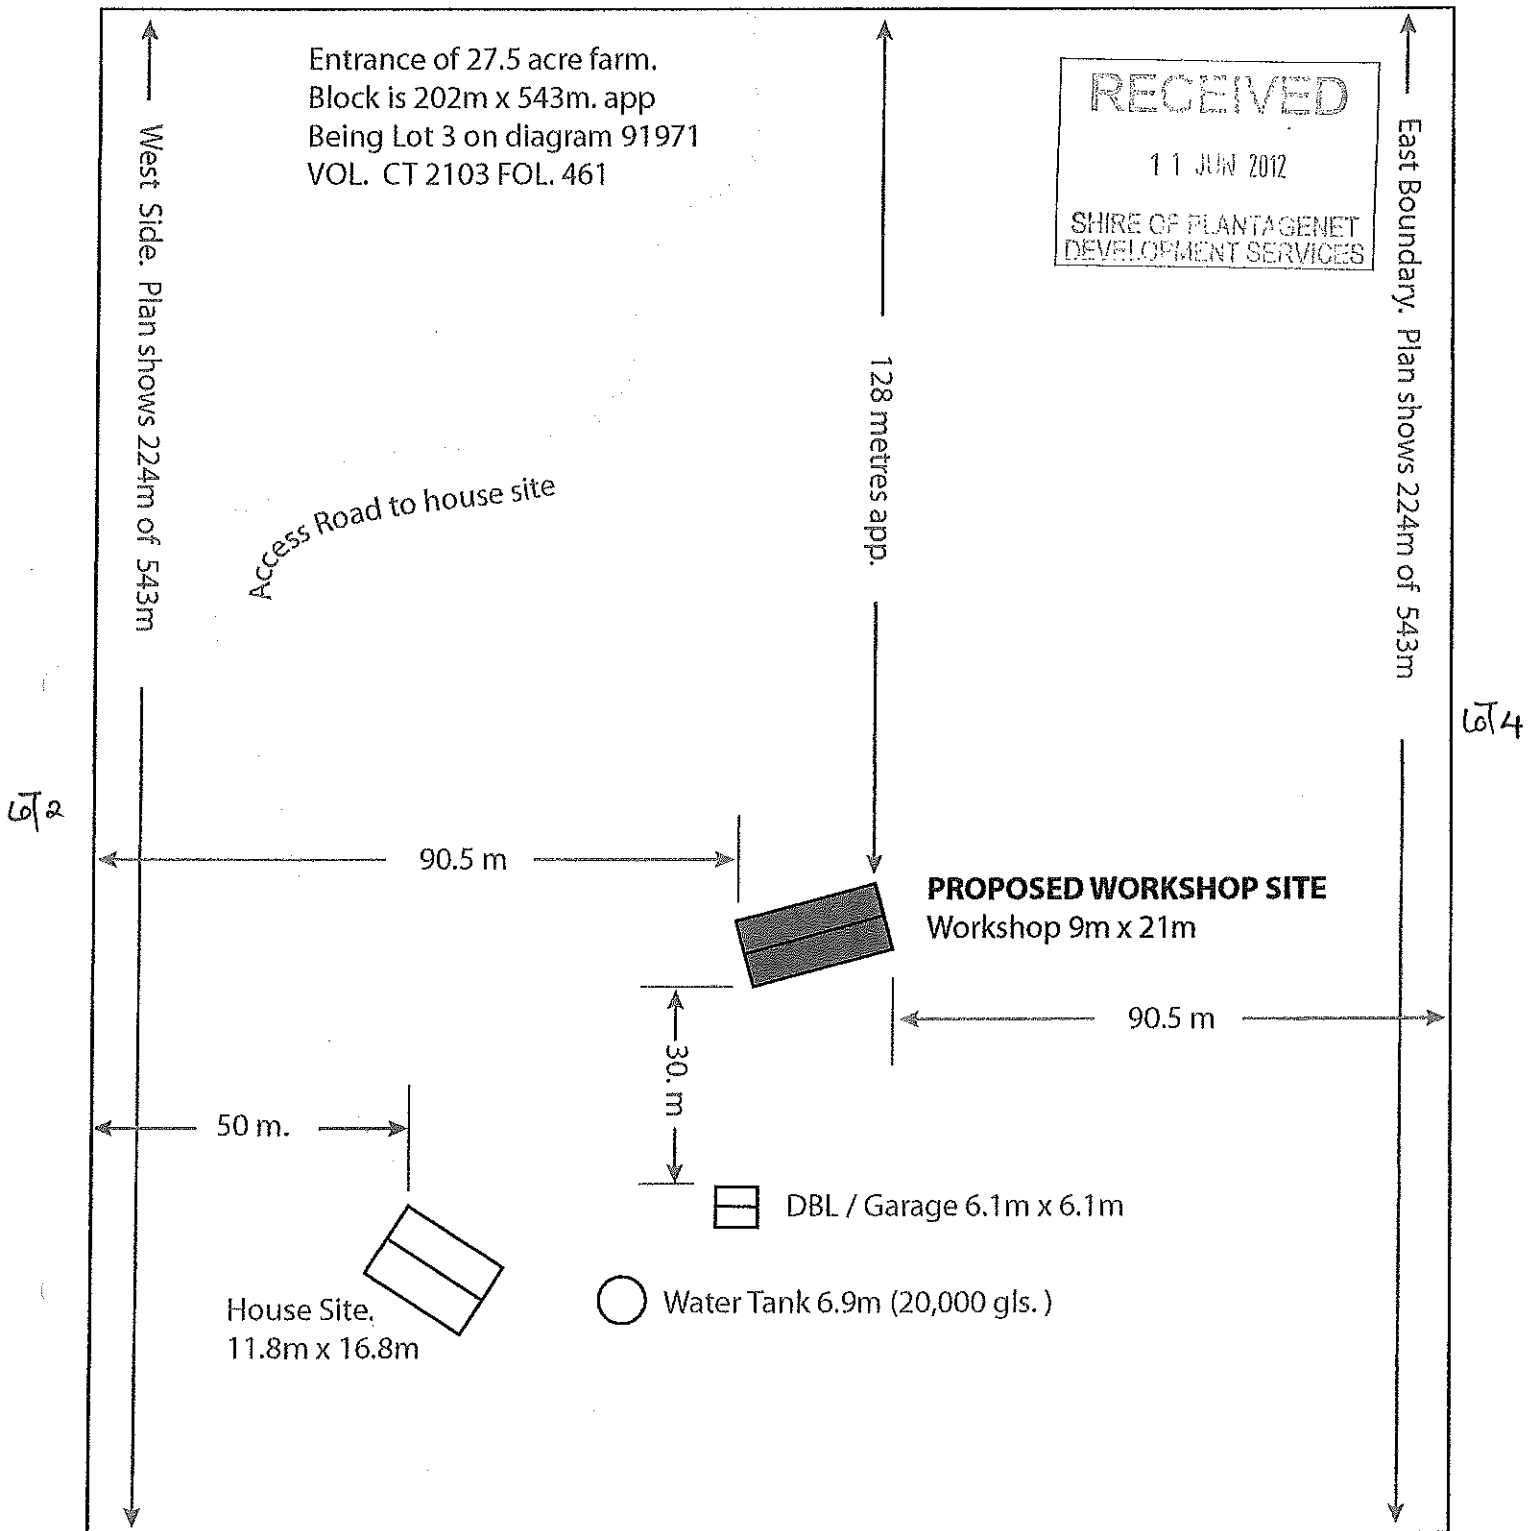 Entrance of 27.5 acre farm.
Block is 202m x 543m. app
Being Lot 3 on diagram 91971
VOL. CT 2103 FOL. 461
RECEIVED
11 JUN 2012
SHIRE OF PLANTAGENET
DEVELOPMENT SERVICES
West Side. Plan shows 224m of 543m
128 metres app.
East Boundary. Plan shows 224m of 543m
Access Road to house site
LOT 4
LOT 2
90.5 m
PROPOSED WORKSHOP SITE
Workshop 9m x 21m
90.5 m
30. m
50 m.
DBL / Garage 6.1m x 6.1m
Water Tank 6.9m (20,000 gls. )
House Site.
11.8m x 16.8m